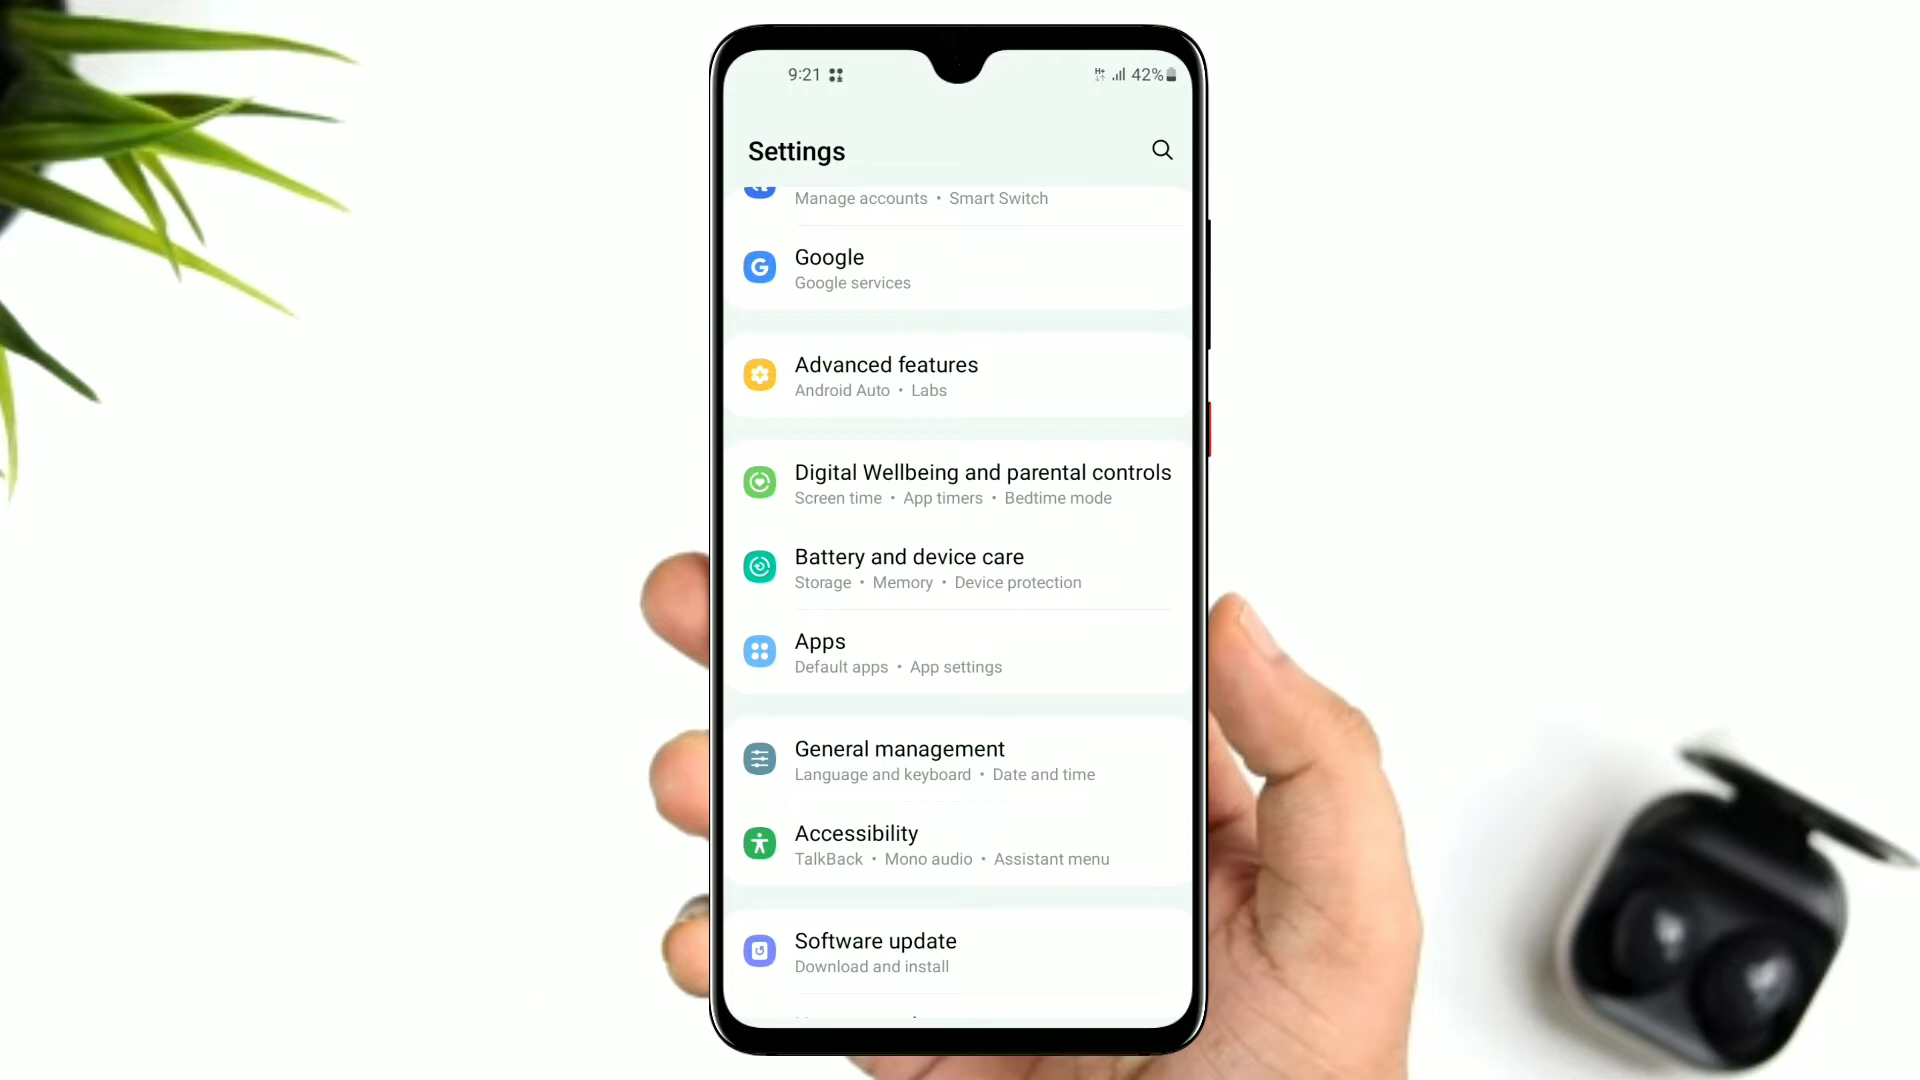 9:21 42%
Settings
Manage accounts • Smart Switch
Google
Google services
Advanced features
Android Auto • Labs
Digital Wellbeing and parental controls
Screen time • App timers • Bedtime mode
Battery and device care
Storage • Memory • Device protection
Apps
Default apps • App settings
General management
Language and keyboard • Date and time
Accessibility
TalkBack • Mono audio • Assistant menu
Software update
Download and install